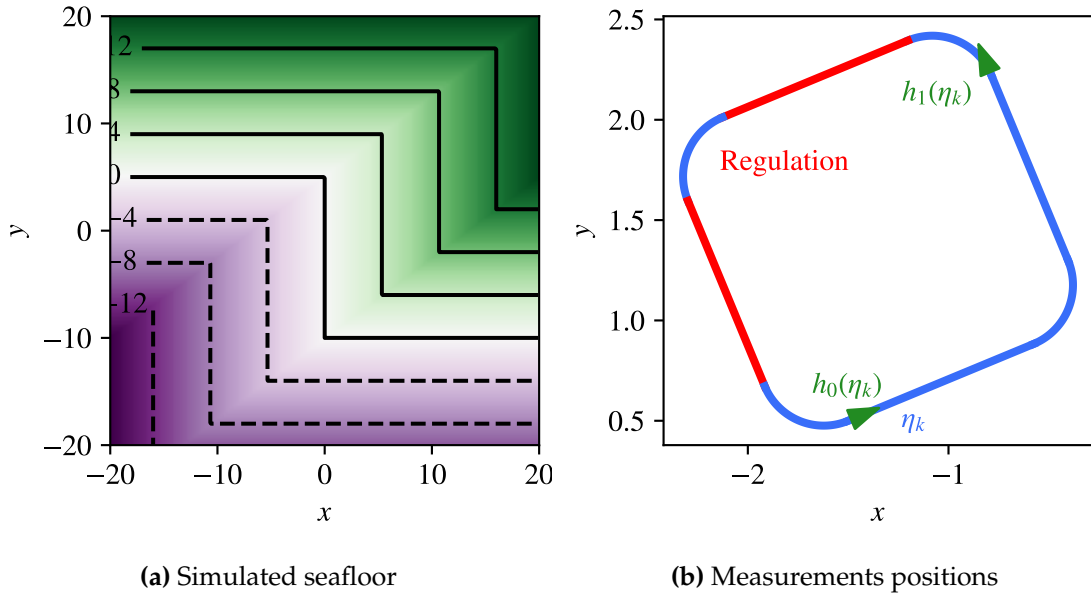 20
10
0
−10
−20
y
12
8
4
0
−4
−8
−12
−20
−10
0
10
20
x
(a) Simulated seafloor
2.5
2.0
1.5
1.0
0.5
y
h₁(ηₖ)
Regulation
h₀(ηₖ)
ηₖ
−2
−1
x
(b) Measurements positions